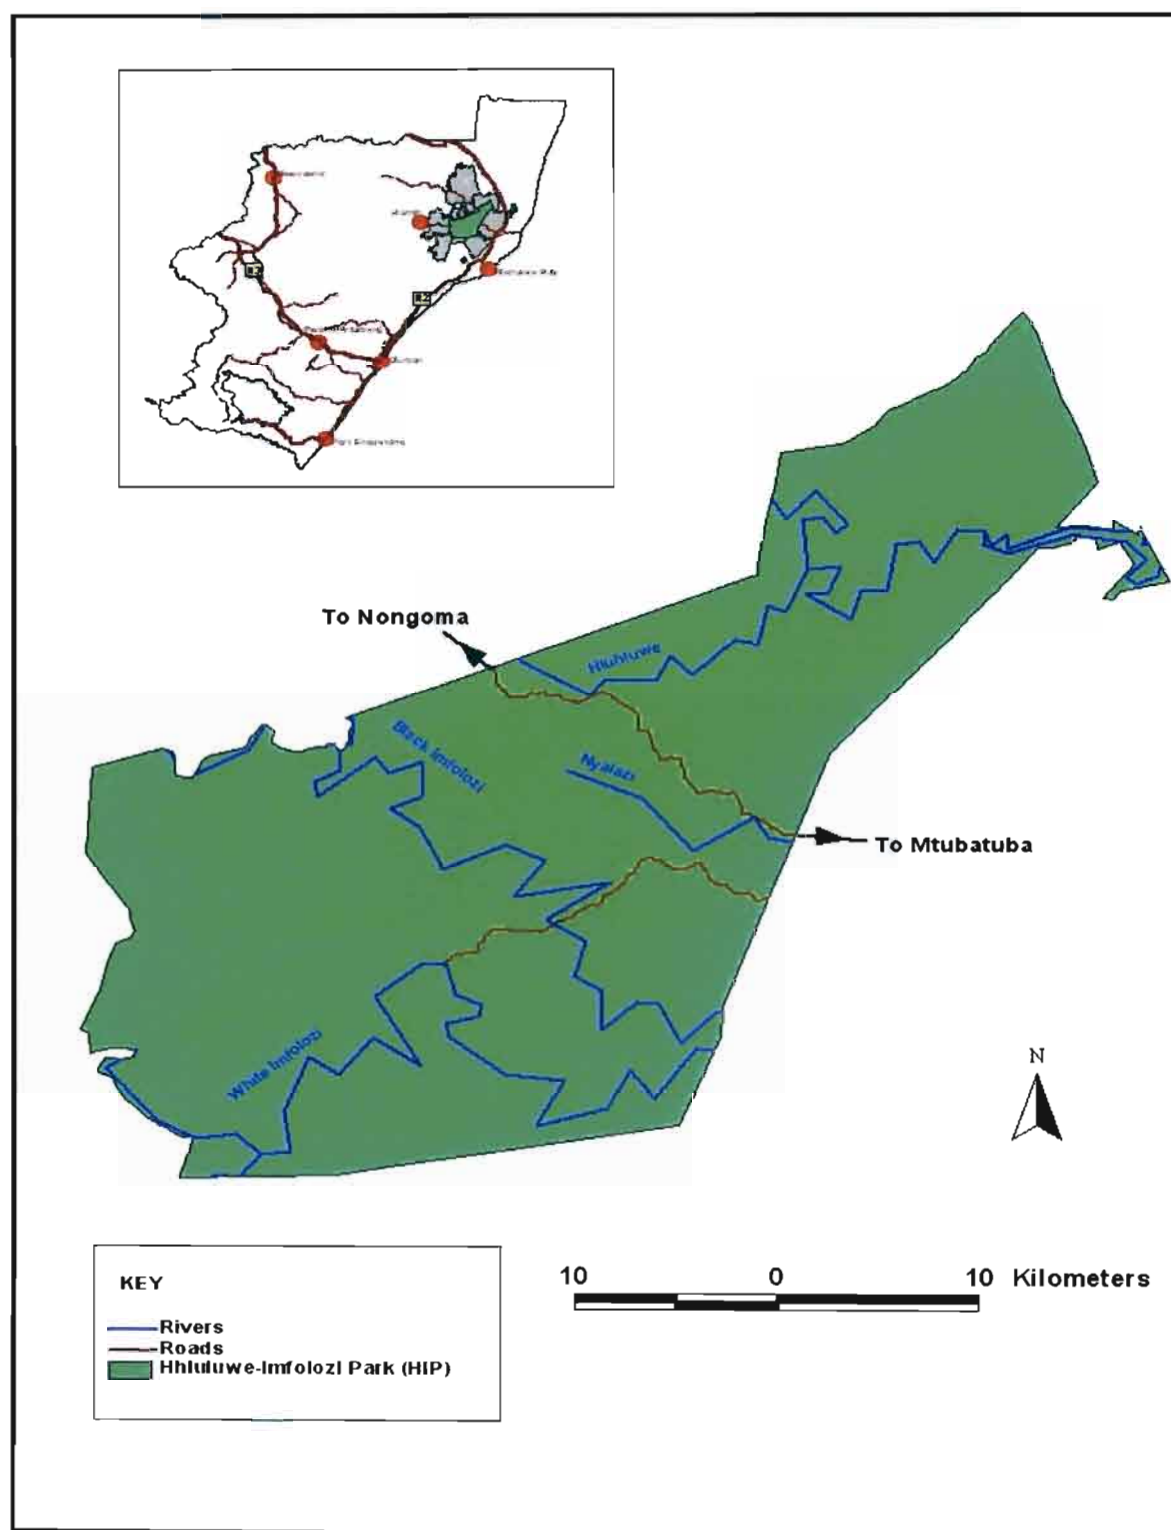 To Nongoma
Hluhluwe
Black Imfolozi
Nyalazi
To Mtubatuba
White Imfolozi
N
10 0 10 Kilometers
KEY
Rivers
Roads
Hhluluwe-Imfolozi Park (HIP)